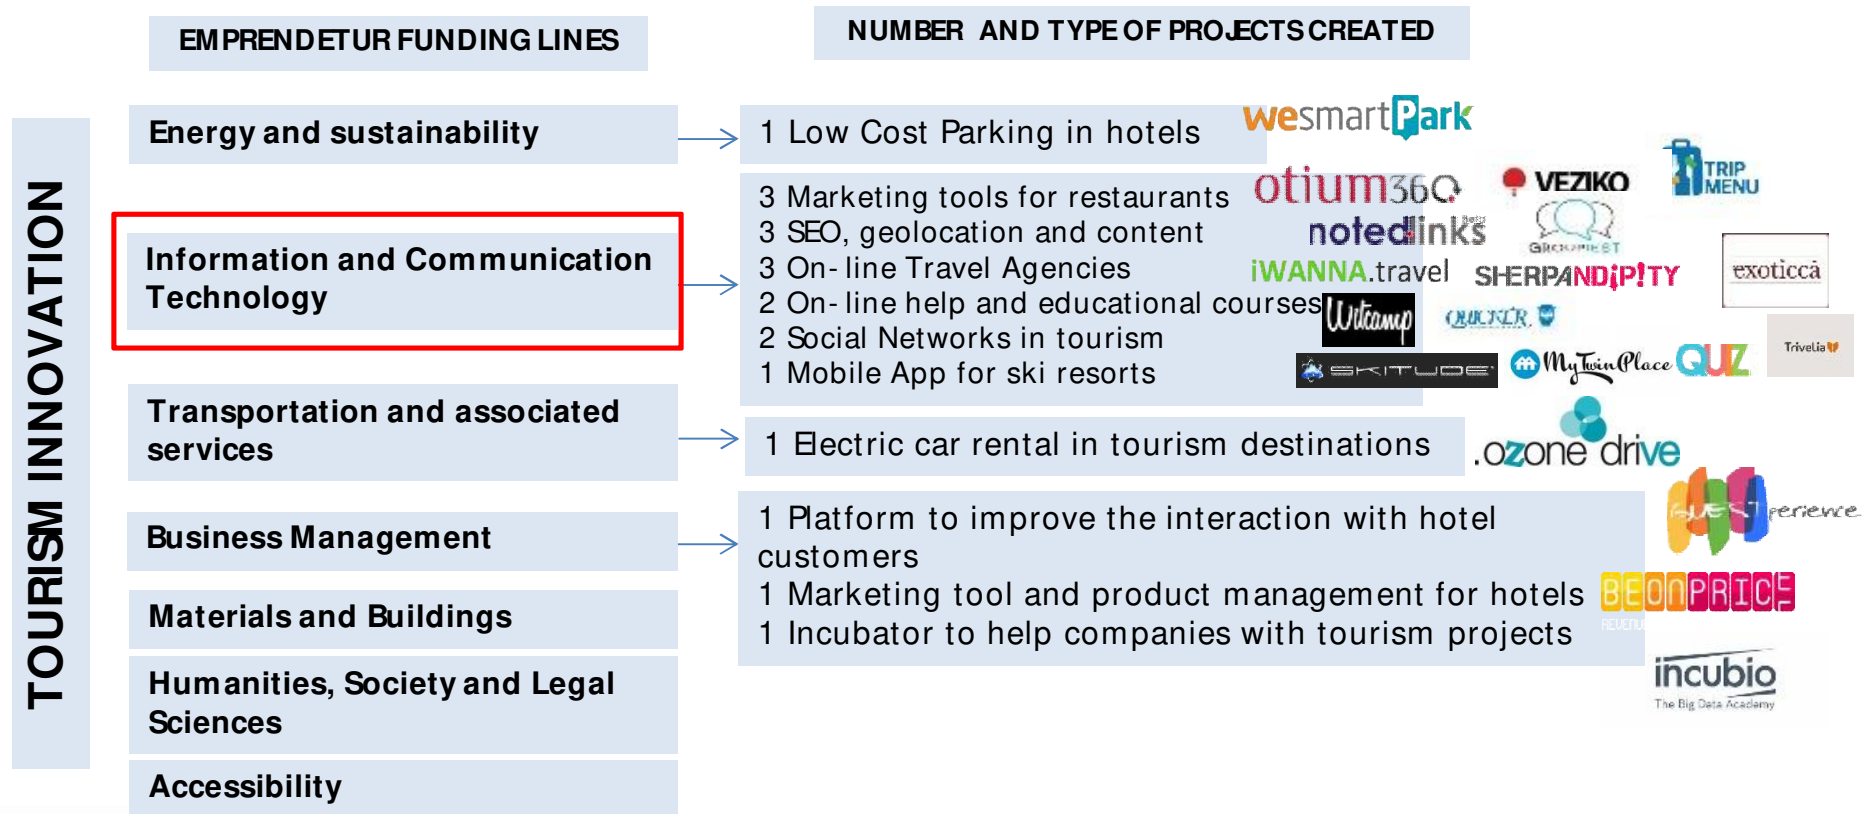 EMPRENDETUR FUNDING LINES
NUMBER AND TYPE OF PROJECTS CREATED
TOURISM INNOVATION
Energy and sustainability
1 Low Cost Parking in hotels
wesmartPark
Information and Communication
Technology
3 Marketing tools for restaurants
3 SEO, geolocation and content
3 On-line Travel Agencies
2 On-line help and educational courses
2 Social Networks in tourism
1 Mobile App for ski resorts
otium360
VEZIKO
TRIP
MENU
notedlinks
iWANNA.travel
SHERPANDiP!TY
exoticca
Witcamp
SKITUDE
MyTwinPlace
QUIZ
Trivelia
Transportation and associated
services
1 Electric car rental in tourism destinations
.ozone drive
Business Management
1 Platform to improve the interaction with hotel
customers
1 Marketing tool and product management for hotels
1 Incubator to help companies with tourism projects
GUESTperience
BEONPRICE
incubio
The Big Data Academy
Materials and Buildings
Humanities, Society and Legal
Sciences
Accessibility